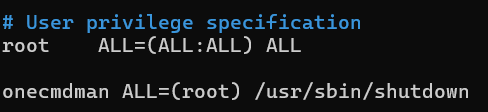 # User privilege specification
root    ALL=(ALL:ALL) ALL
onecmdman ALL=(root) /usr/sbin/shutdown